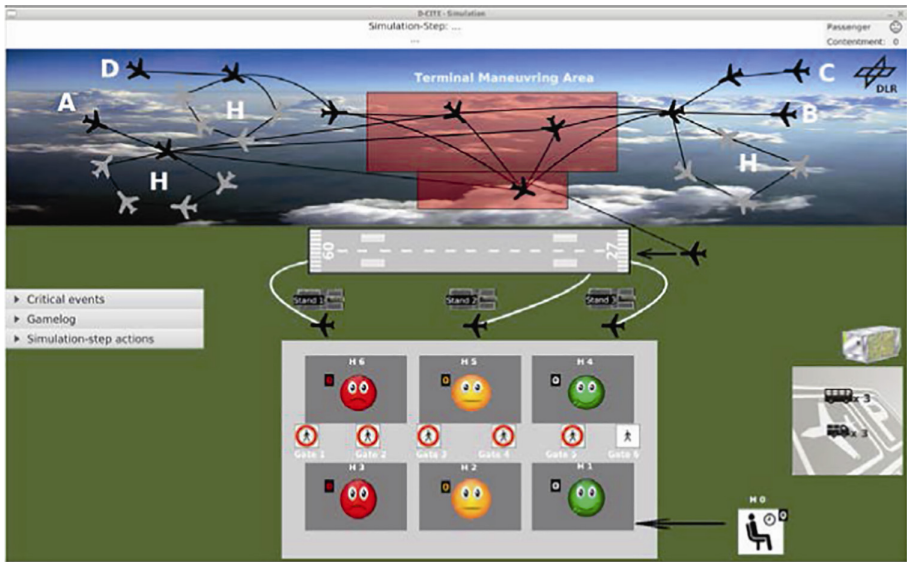 D-CITE - Simulation
Simulation-Step: ...
...
Passenger
Contentment: 0
D
A
H
H
Terminal Maneuvring Area
C
B
H
DLR
09
27
Stand 1
Stand 2
Stand 3
Critical events
Gamelog
Simulation-step actions
H 6
H 5
H 4
0
0
0
Gate 1
Gate 2
Gate 3
Gate 4
Gate 5
Gate 6
H 3
H 2
H 1
0
0
0
x 3
x 3
P
H 0
0